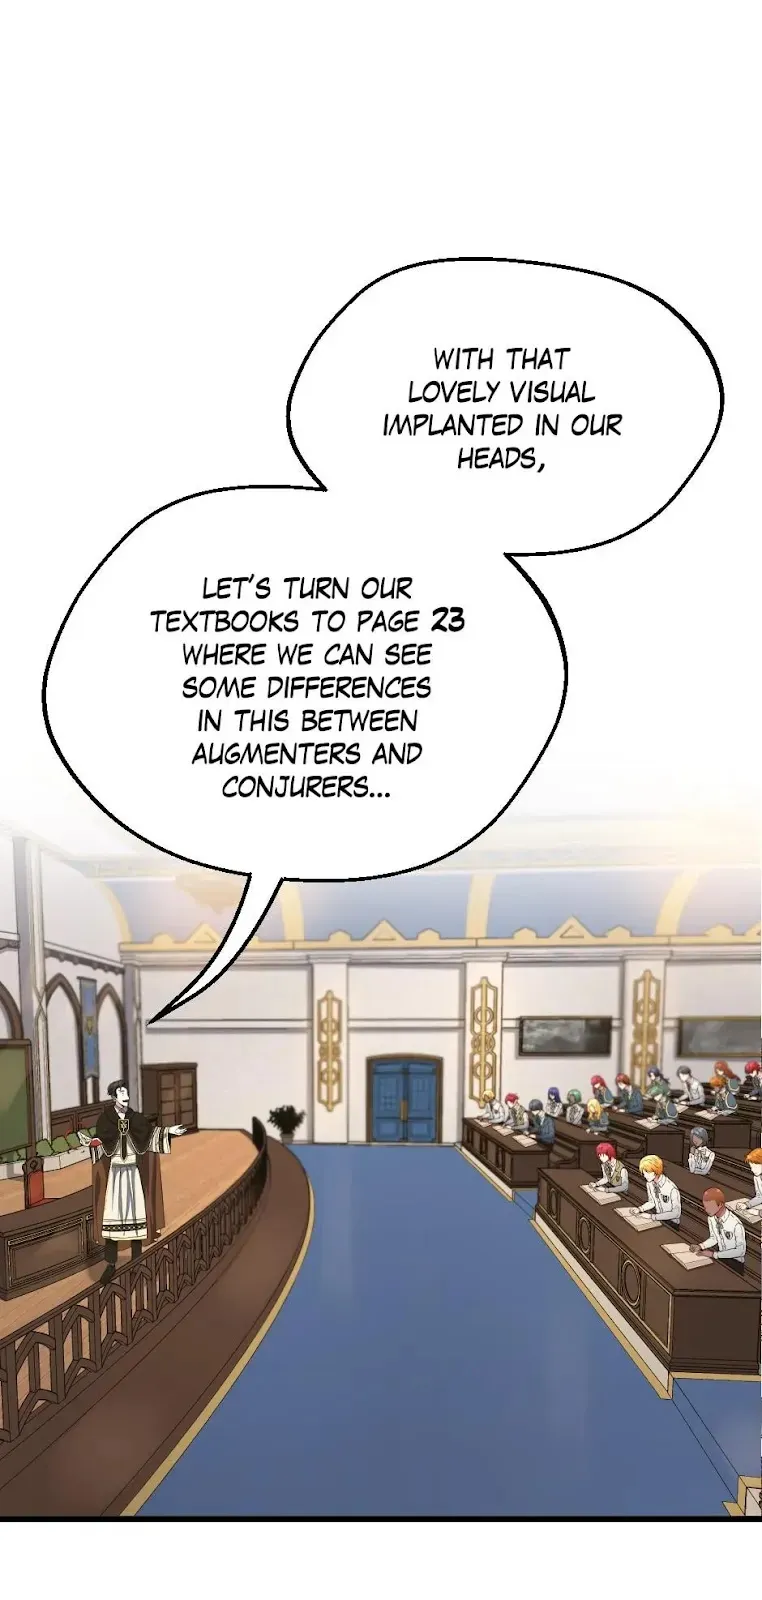 WITH THAT
LOVELY VISUAL
IMPLANTED IN OUR
HEADS,
LET'S TURN OUR
TEXTBOOKS TO PAGE 23
WHERE WE CAN SEE
SOME DIFFERENCES
IN THIS BETWEEN
AUGMENTERS AND
CONJURERS...